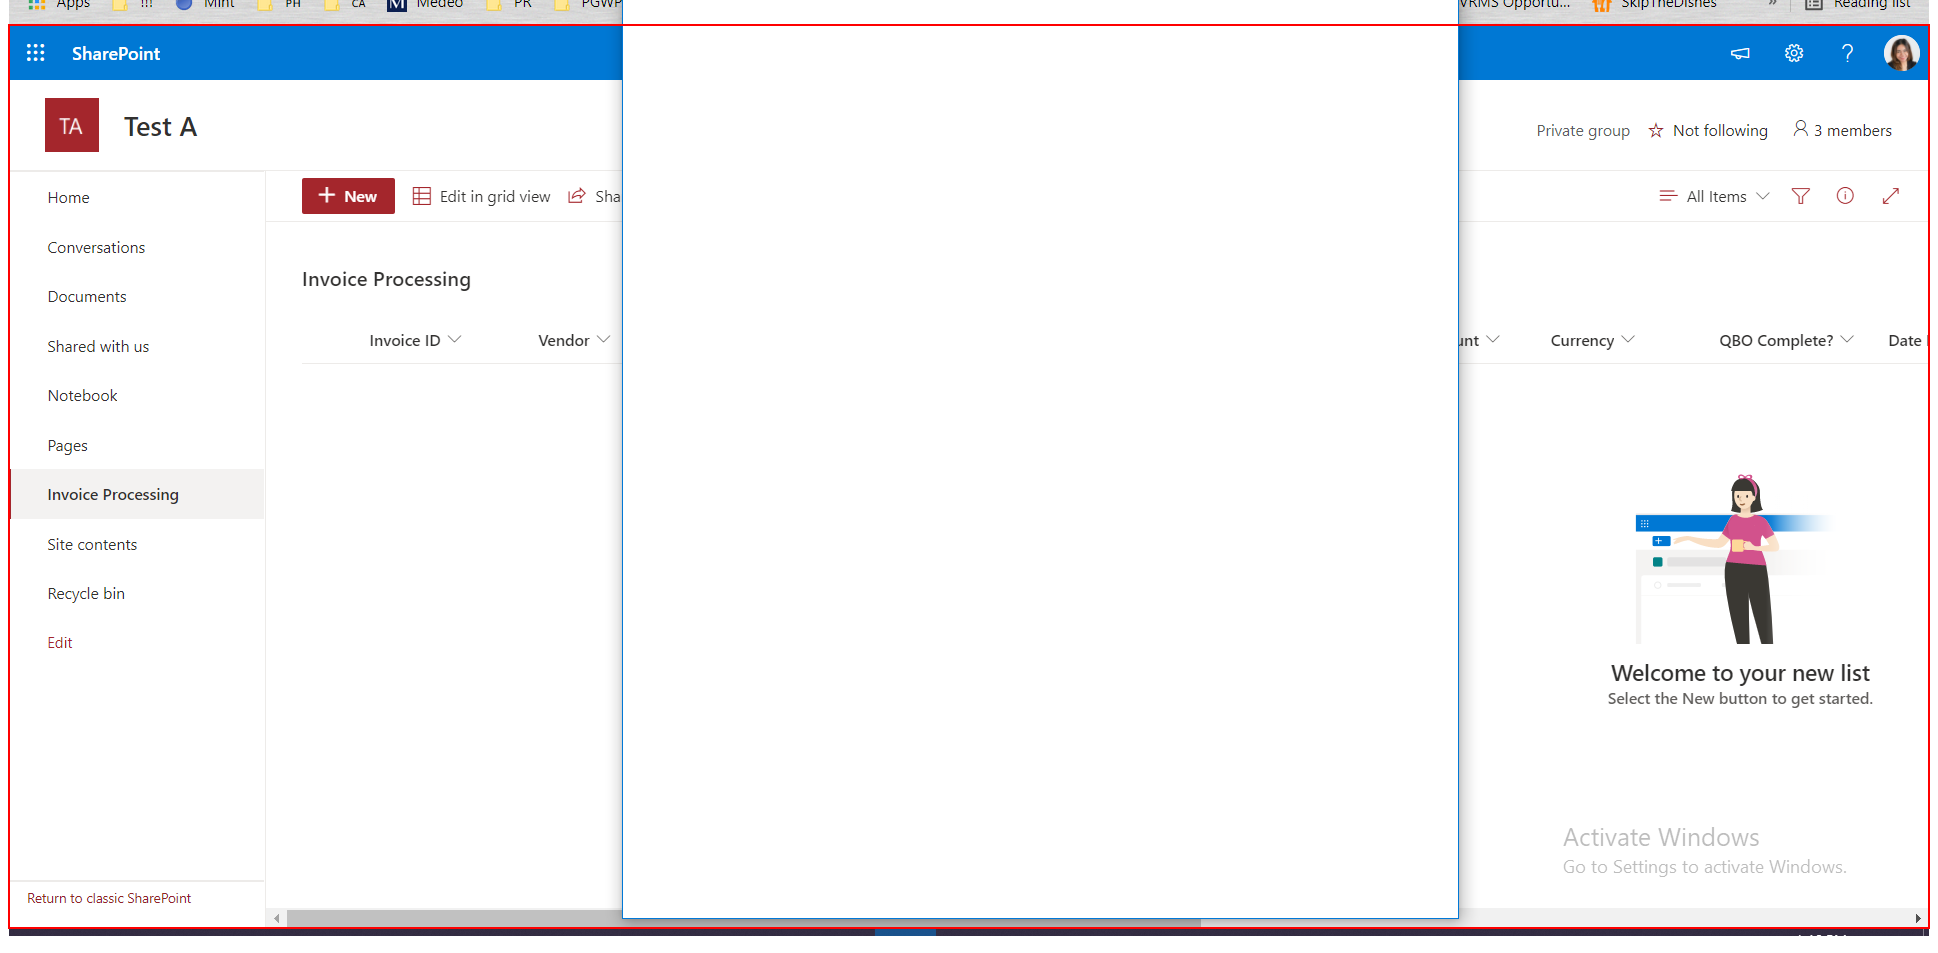 Apps !!! Mint PH CA Medeo PR PGWP VRMS Opportu... SkipTheDishes » Reading list
SharePoint
TA Test A
Private group Not following 3 members
Home
Conversations
Documents
Shared with us
Notebook
Pages
Invoice Processing
Site contents
Recycle bin
Edit
Return to classic SharePoint
+ New Edit in grid view Sha
All Items
Invoice Processing
Invoice ID Vendor unt Currency QBO Complete? Date
Welcome to your new list
Select the New button to get started.
Activate Windows
Go to Settings to activate Windows.